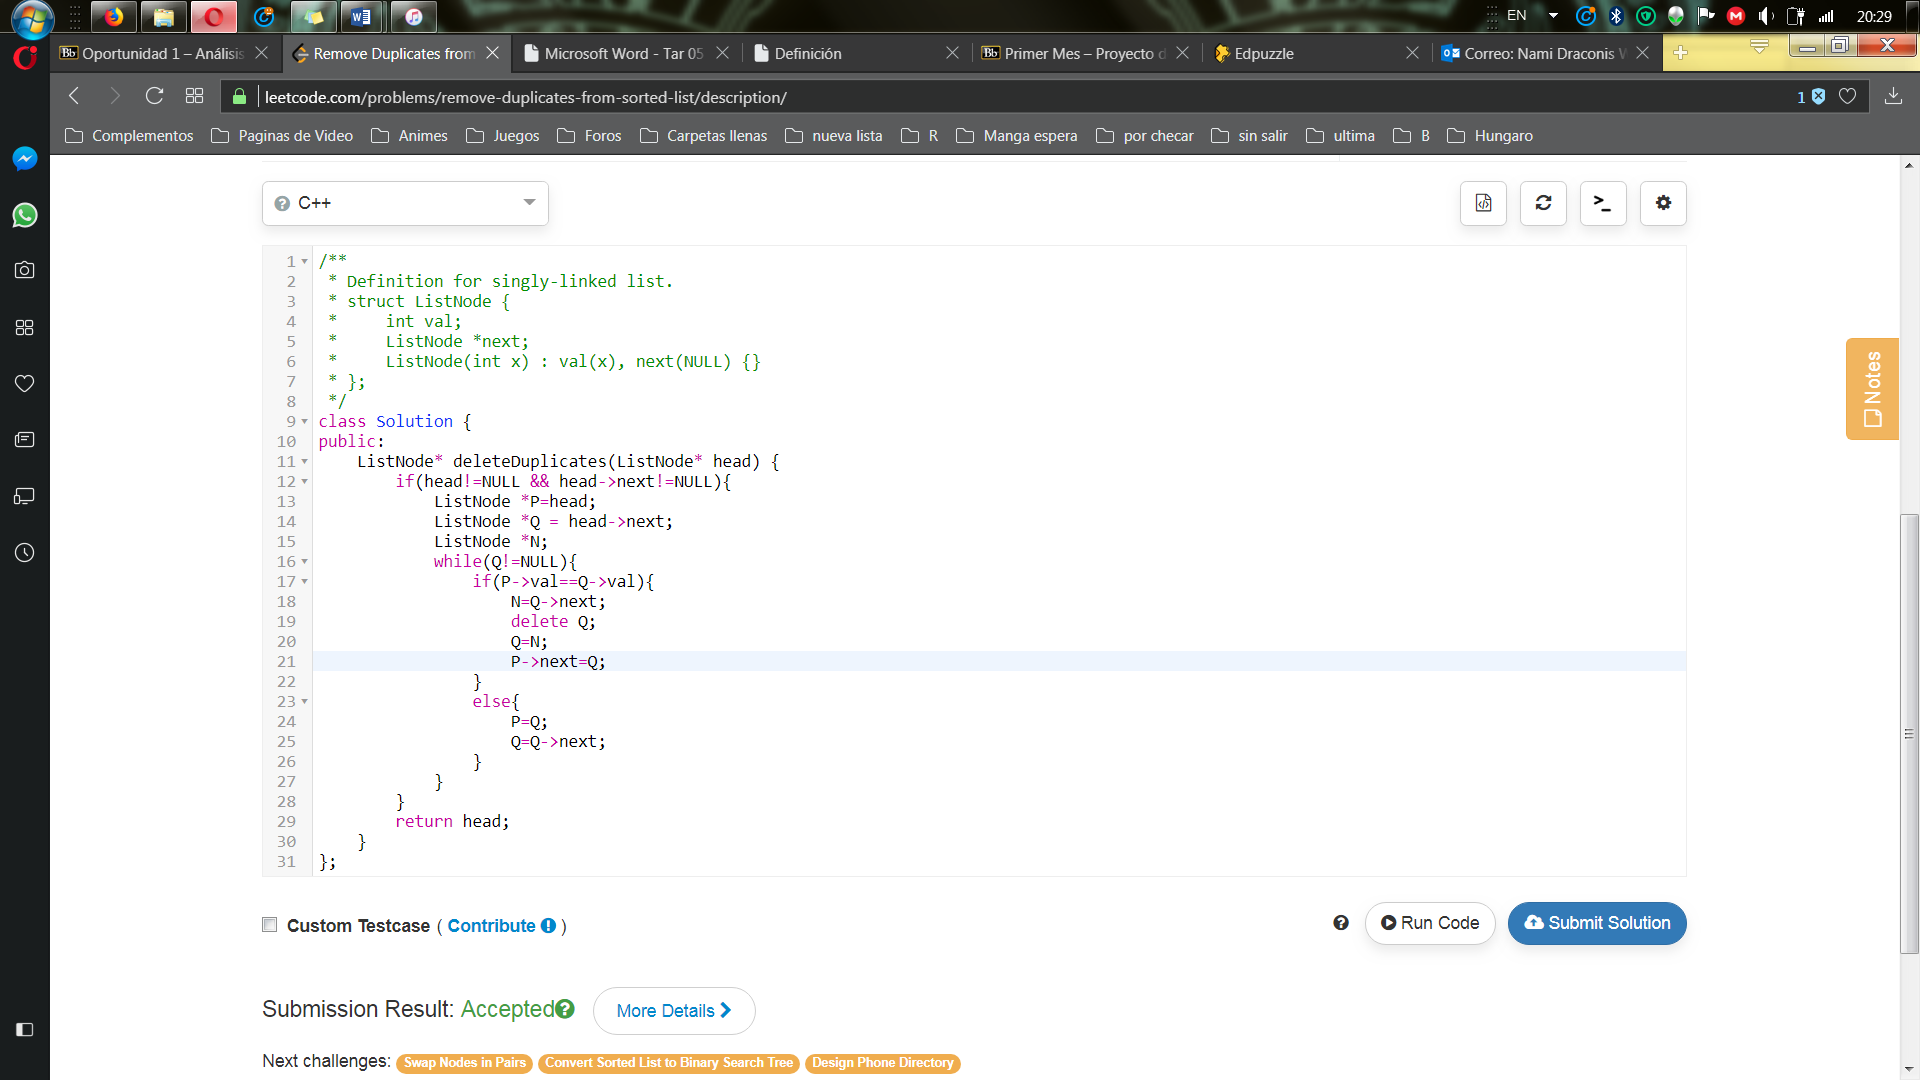 EN
20:29
Bb Oportunidad 1 – Análisis
Remove Duplicates from
Microsoft Word - Tar 05
Definición
Bb Primer Mes – Proyecto d
Edpuzzle
Correo: Nami Draconis W
leetcode.com/problems/remove-duplicates-from-sorted-list/description/
1
Complementos
Paginas de Video
Animes
Juegos
Foros
Carpetas llenas
nueva lista
R
Manga espera
por checar
sin salir
ultima
B
Hungaro
C++
1 /**
2 * Definition for singly-linked list.
3 * struct ListNode {
4 *     int val;
5 *     ListNode *next;
6 *     ListNode(int x) : val(x), next(NULL) {}
7 * };
8 */
9 class Solution {
10 public:
11     ListNode* deleteDuplicates(ListNode* head) {
12         if(head!=NULL && head->next!=NULL){
13             ListNode *P=head;
14             ListNode *Q = head->next;
15             ListNode *N;
16             while(Q!=NULL){
17                 if(P->val==Q->val){
18                     N=Q->next;
19                     delete Q;
20                     Q=N;
21                     P->next=Q;
22                 }
23                 else{
24                     P=Q;
25                     Q=Q->next;
26                 }
27             }
28         }
29         return head;
30     }
31 };
Notes
Custom Testcase ( Contribute )
Run Code
Submit Solution
Submission Result: Accepted
More Details
Next challenges: Swap Nodes in Pairs Convert Sorted List to Binary Search Tree Design Phone Directory